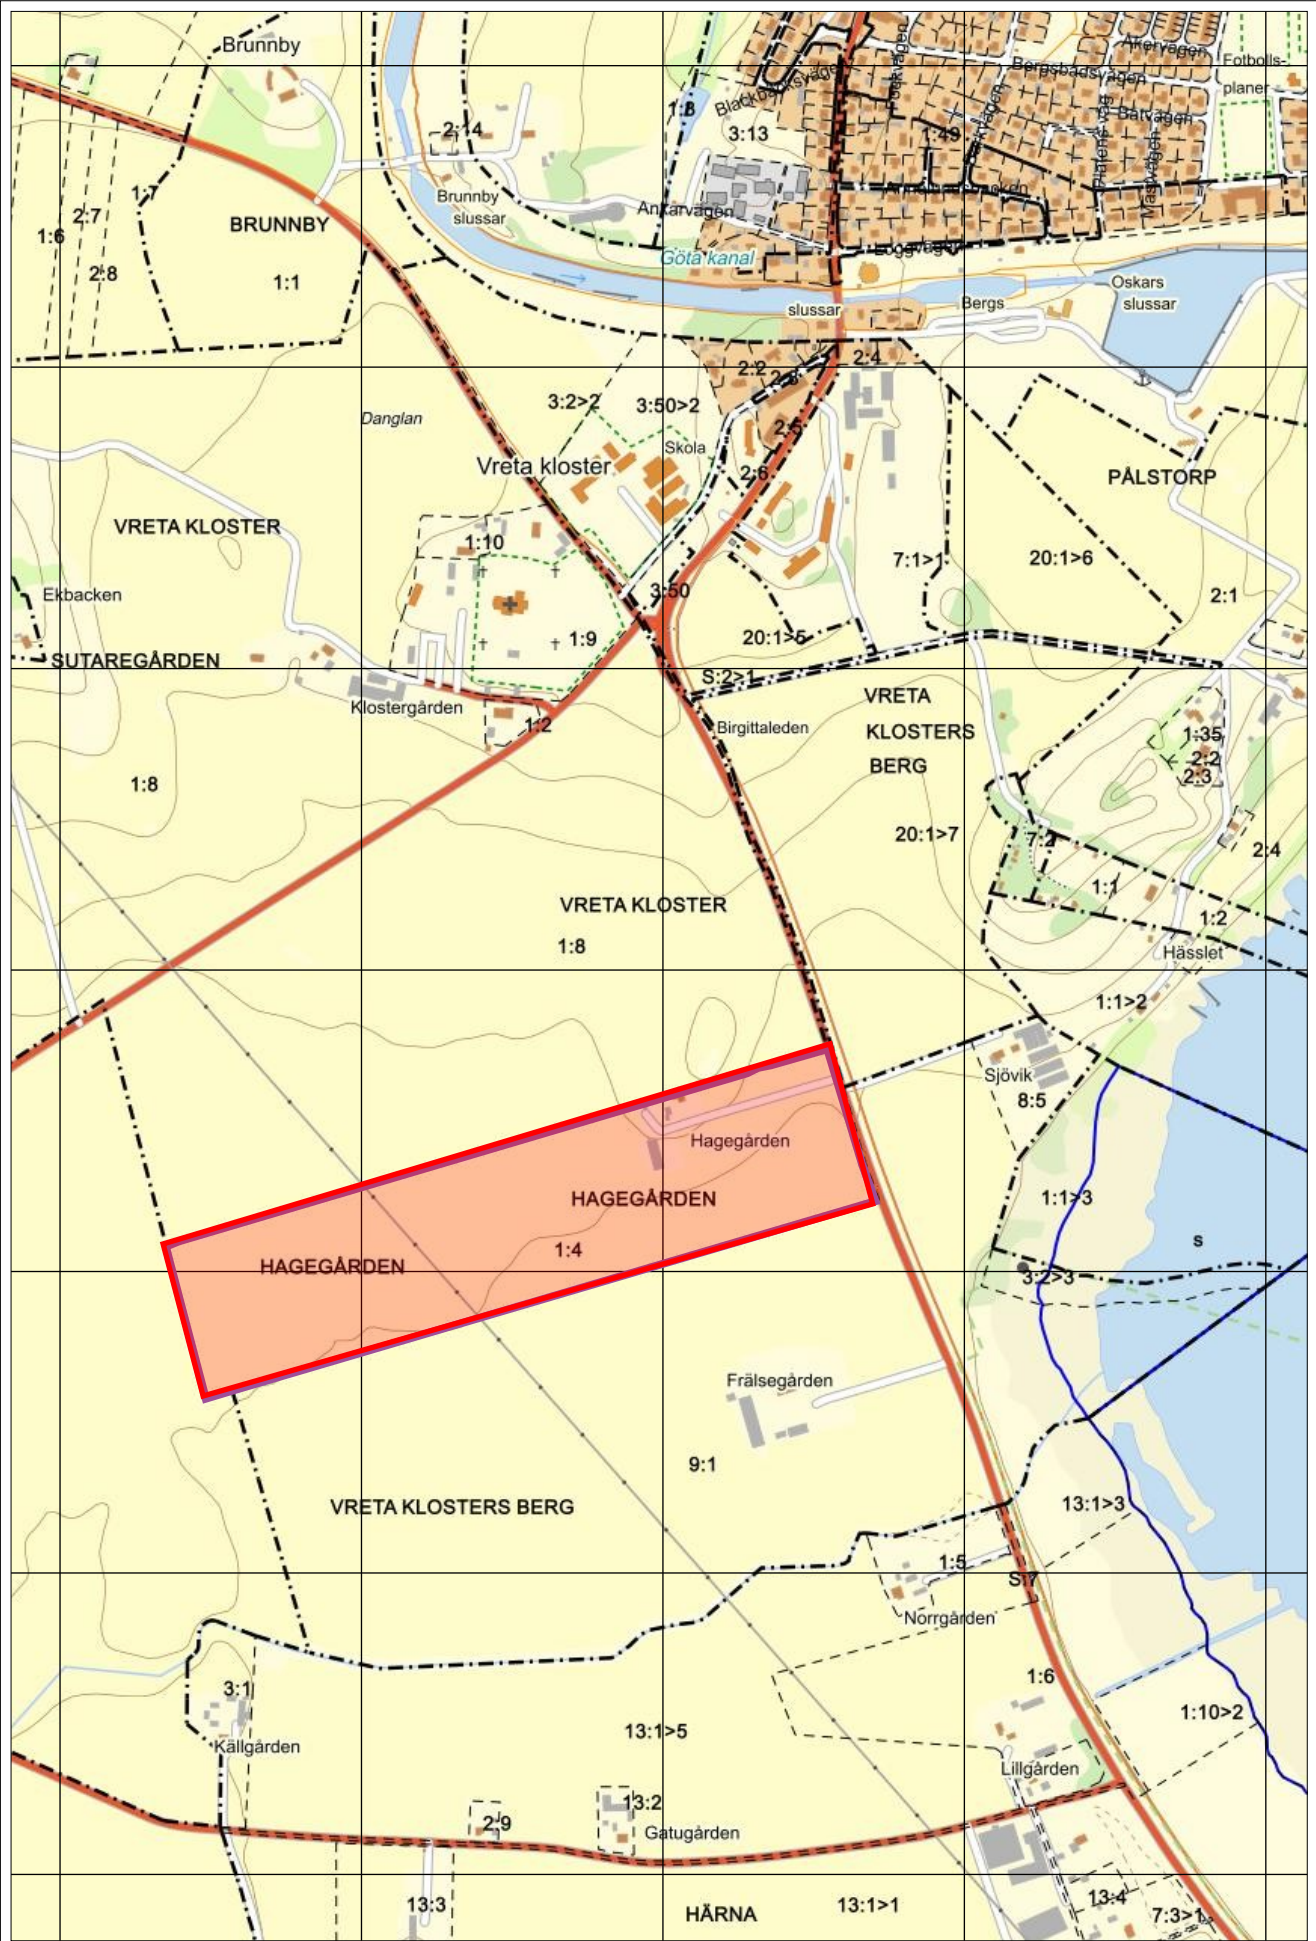 Brunnby
Åkervägen
Fotbolls-
planer
Bergsbadsvägen
Blackbanksvägen
Båtvägen
1:49
3:13
2:14
1:7
2:7
1:6
2:8
BRUNNBY
1:1
Brunnby
slussar
Ankarvägen
Mastvägen
Loggvägen
Göta kanal
slussar
Bergs
Oskars
slussar
2:2
2:4
3:2>2
3:50>2
Danglan
Skola
2:5
2:6
Vreta kloster
PÅLSTORP
VRETA KLOSTER
1:10
7:1>1
20:1>6
3:50
2:1
Ekbacken
1:9
20:1>5
SUTAREGÅRDEN
S:2>1
Klostergården
1:2
Birgittaleden
VRETA
KLOSTERS
BERG
1:35
2:2
2:3
1:8
20:1>7
7:2
2:4
1:1
VRETA KLOSTER
1:2
1:8
Hässlet
1:1>2
Sjövik
8:5
Hagegården
HAGEGÅRDEN
1:1>3
s
1:4
HAGEGÅRDEN
3:2>3
Frälsegården
9:1
VRETA KLOSTERS BERG
13:1>3
1:5
S:7
Norrgården
1:6
3:1
1:10>2
13:1>5
Källgården
Lillgården
13:2
2:9
Gatugården
13:3
HÄRNA
13:1>1
13:4
7:3>1